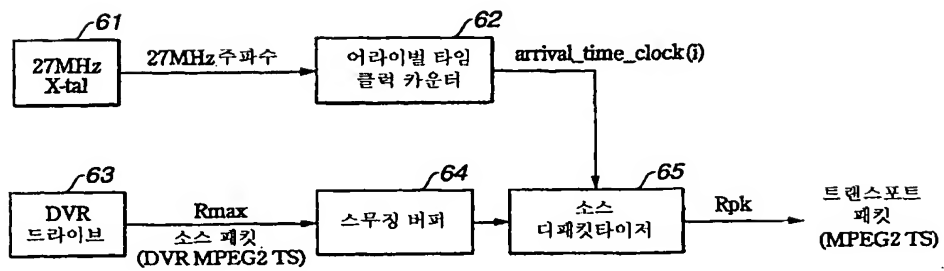 61
27MHz
X-tal
27MHz 주파수
62
어라이벌 타임
클럭 카운터
arrival_time_clock(i)
63
DVR
드라이브
Rmax
소스 패킷
(DVR MPEG2 TS)
64
스무징 버퍼
65
소스
디패킷타이저
Rpk
트랜스포트
패킷
(MPEG2 TS)